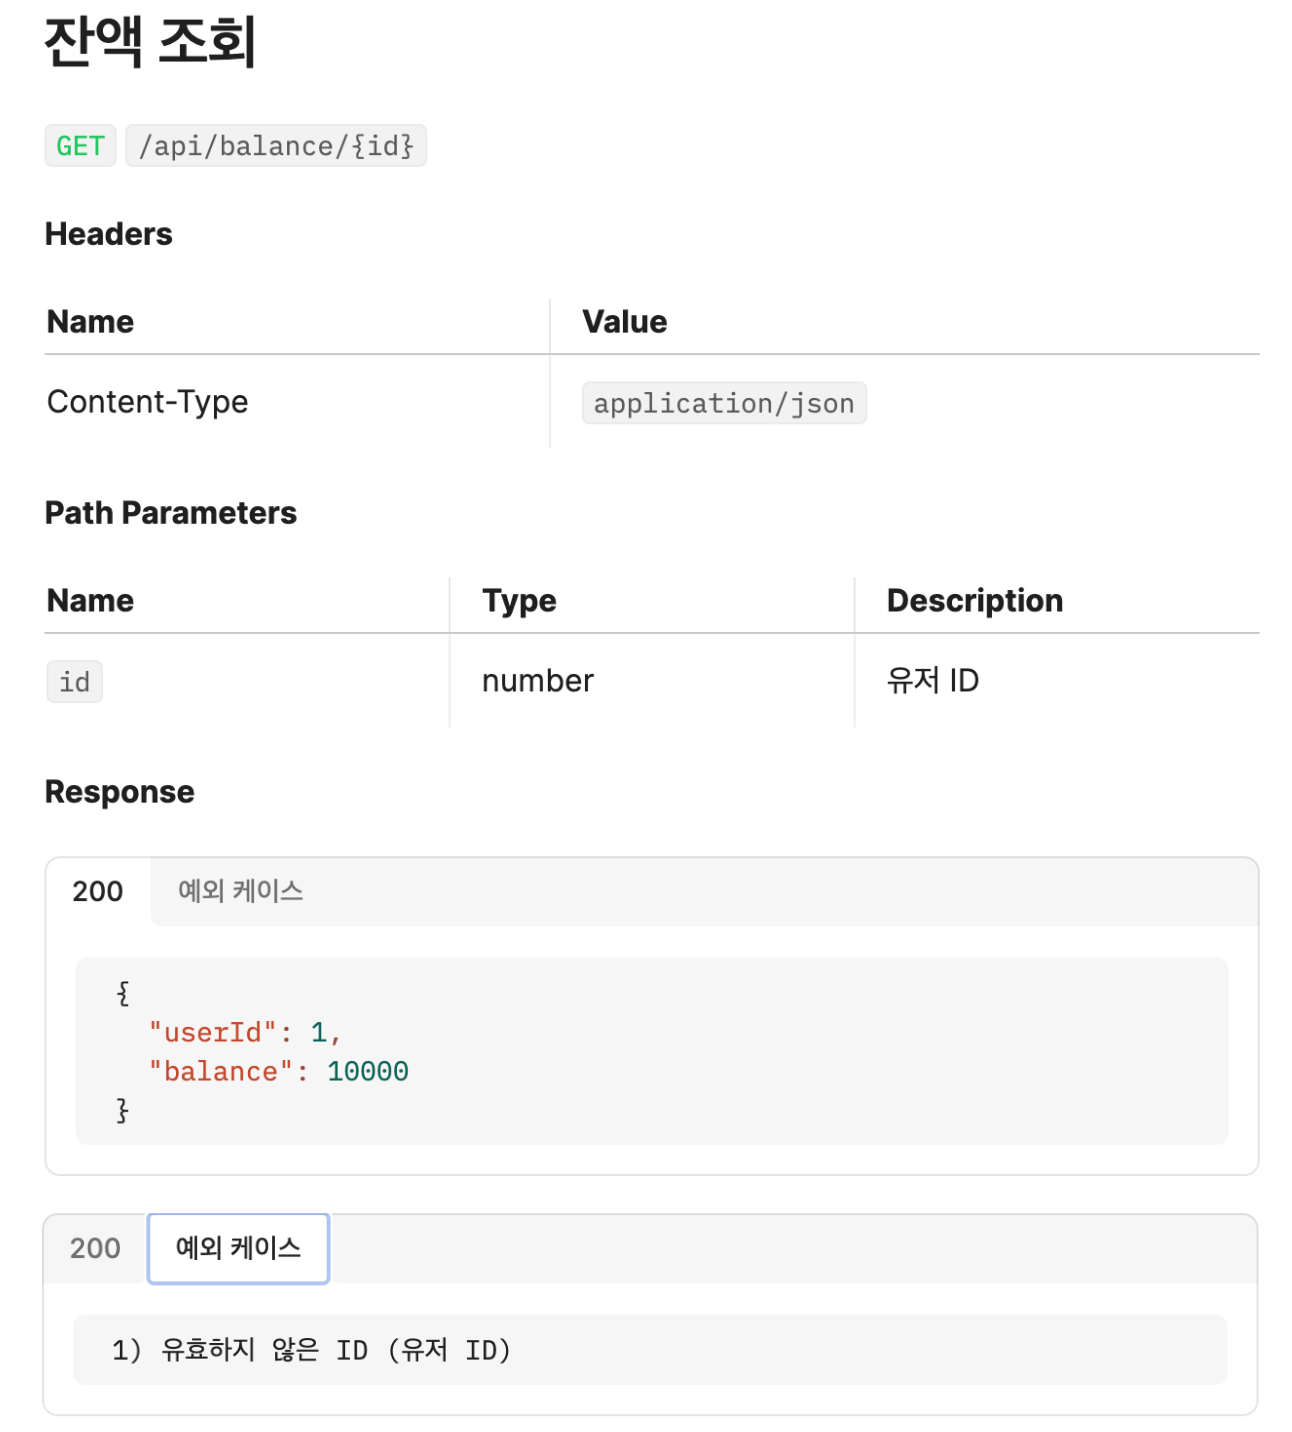 잔액 조회
GET /api/balance/{id}
Headers
Name Value
Content-Type application/json
Path Parameters
Name Type Description
id number 유저 ID
Response
200 예외 케이스
{
"userId": 1,
"balance": 10000
}
200 예외 케이스
1) 유효하지 않은 ID (유저 ID)